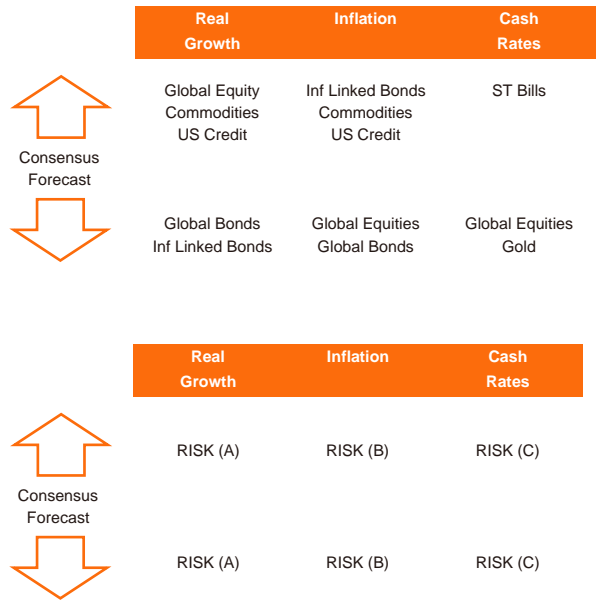 Real Growth
Inflation
Cash Rates
Global Equity
Commodities
US Credit
Inf Linked Bonds
Commodities
US Credit
ST Bills
Consensus
Forecast
Global Bonds
Inf Linked Bonds
Global Equities
Global Bonds
Global Equities
Gold
Real Growth
Inflation
Cash Rates
RISK (A)
RISK (B)
RISK (C)
Consensus
Forecast
RISK (A)
RISK (B)
RISK (C)